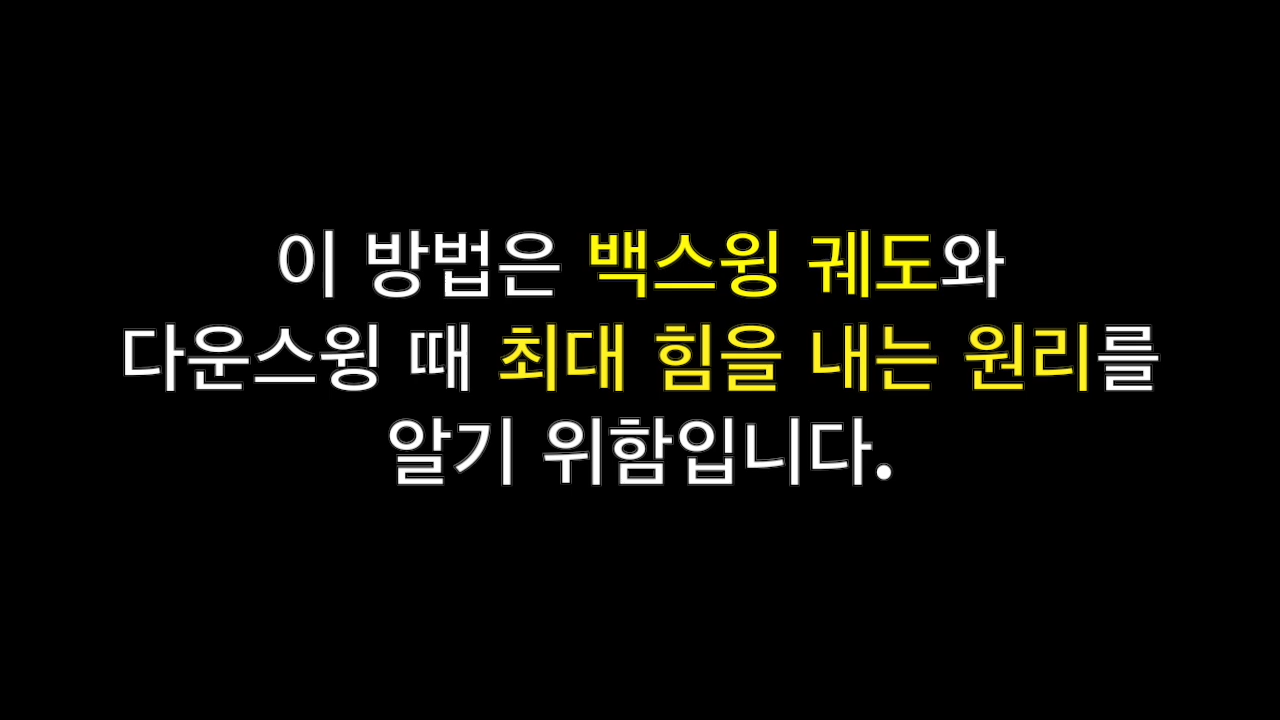 이 방법은 백스윙 궤도와
다운스윙 때 최대 힘을 내는 원리를
알기 위함입니다.